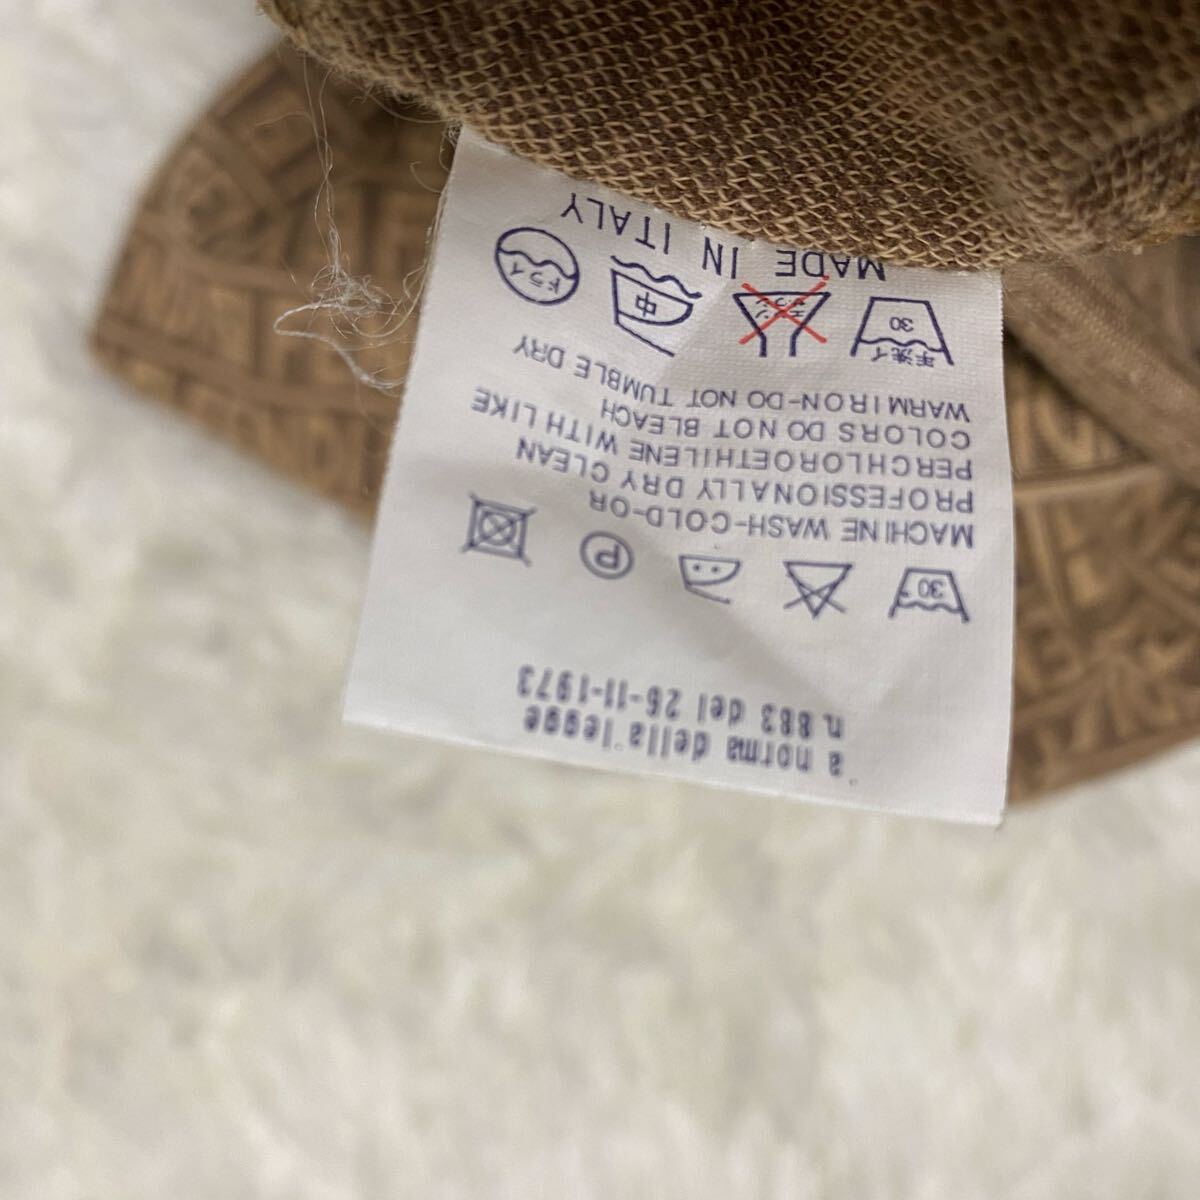 a norma della legge
n.883 del 26-11-1973
30° P
MACHINE WASH-COLD-OR
PROFESSIONALLY DRY CLEAN
PERCHLOROETHILENE WITH LIKE
COLORS DO NOT BLEACH
WARM IRON-DO NOT TUMBLE DRY
手洗イ
30 中 ドライ
MADE IN ITALY